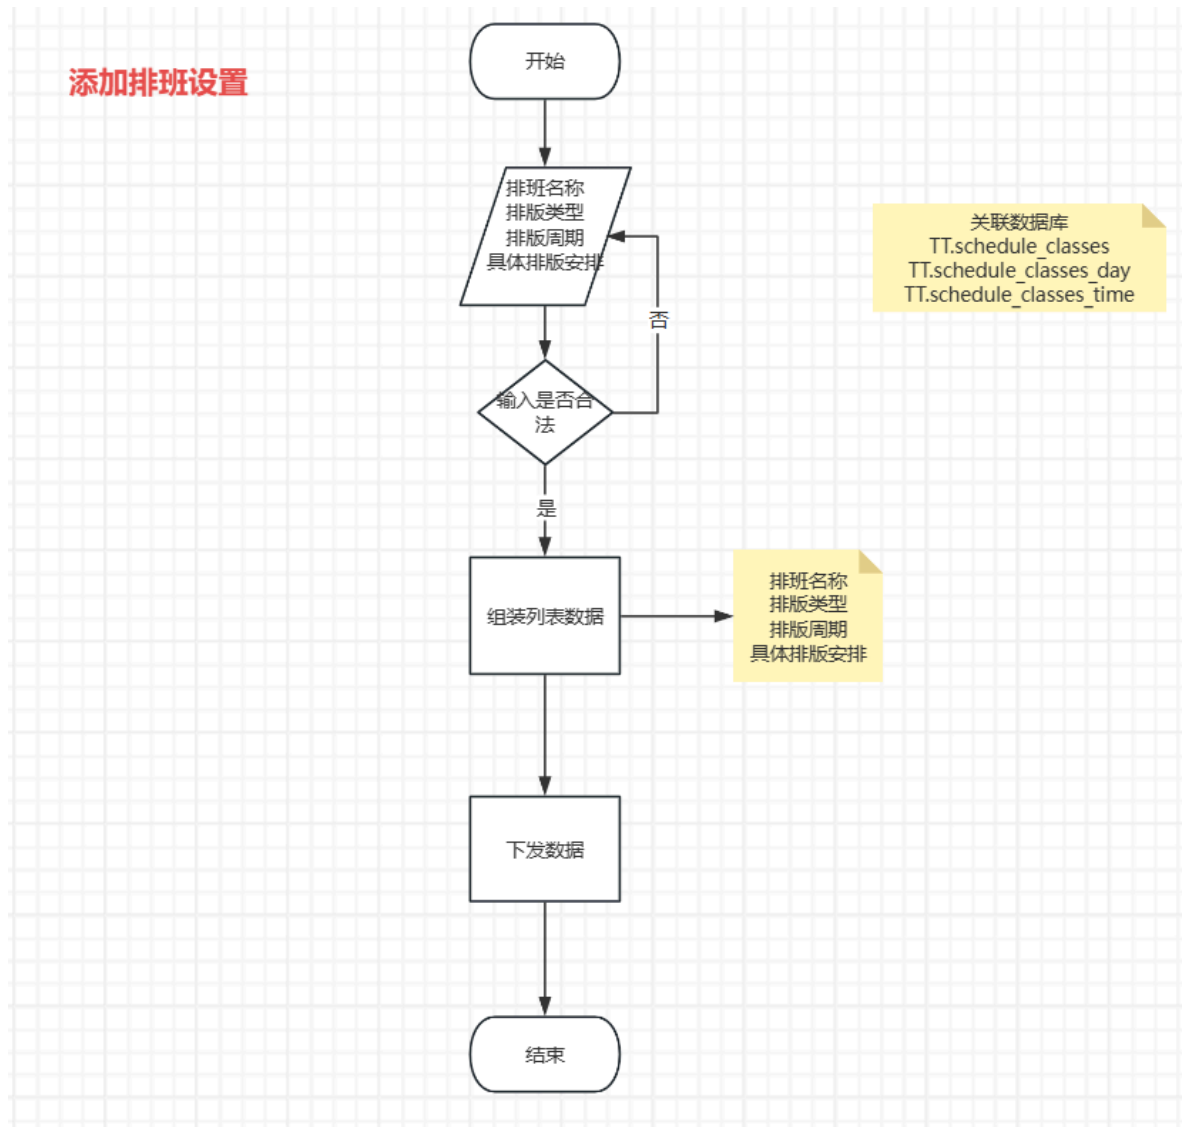 添加排班设置
开始
排班名称
排版类型
排版周期
具体排版安排
关联数据库
TT.schedule_classes
TT.schedule_classes_day
TT.schedule_classes_time
否
输入是否合
法
是
组装列表数据
排班名称
排版类型
排版周期
具体排版安排
下发数据
结束